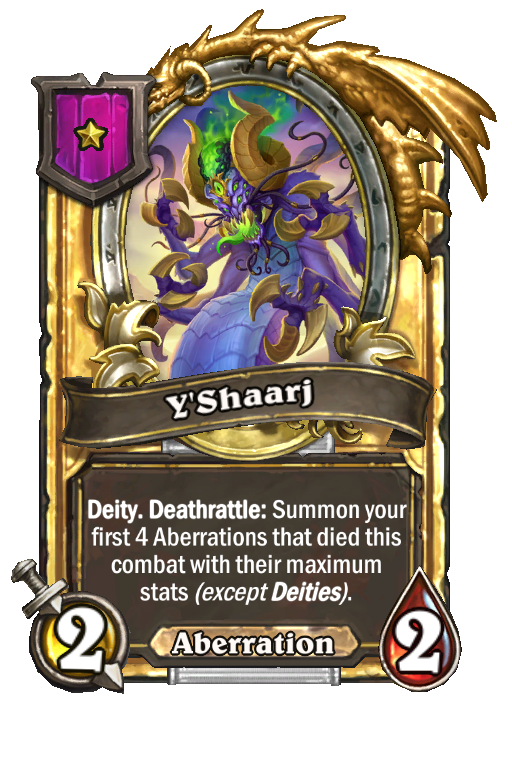 Y'Shaarj
Deity. Deathrattle: Summon your
first 4 Aberrations that died this
combat with their maximum
stats (except Deities).
2
Aberration
2